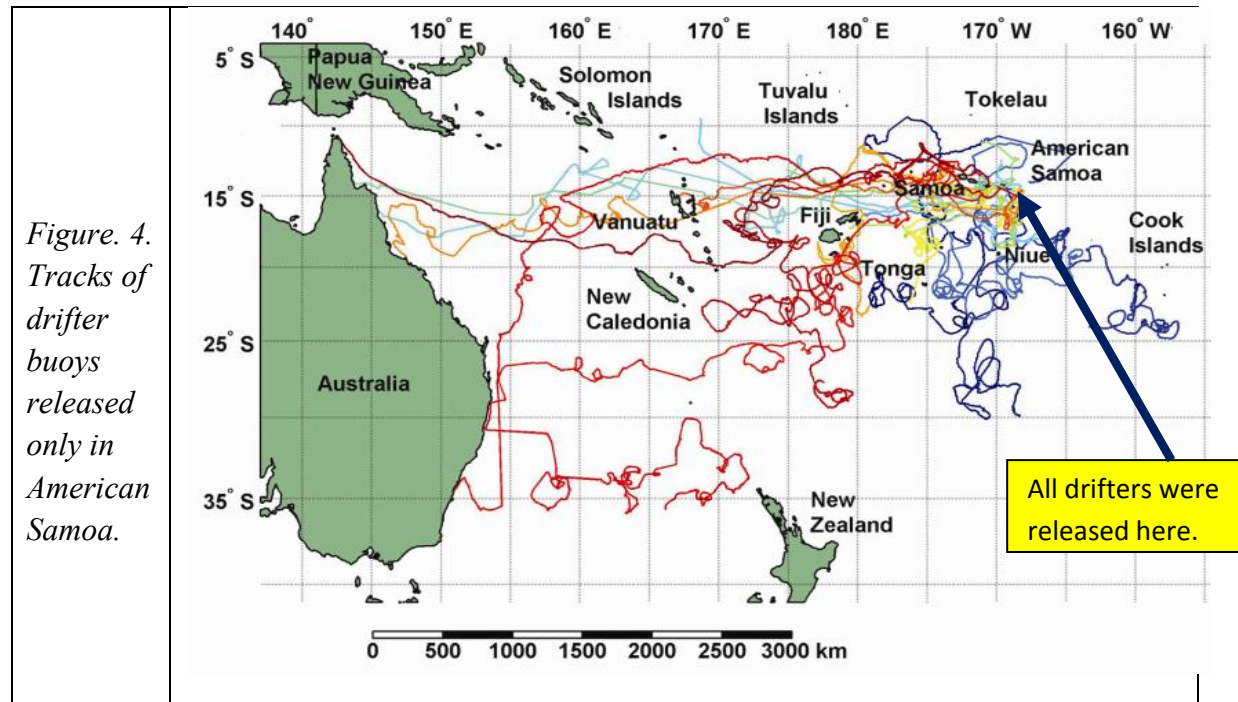 Figure. 4.
Tracks of
drifter
buoys
released
only in
American
Samoa.
140° 150° E 160° E 170° E 180° E 170° W 160° W
5° S
15° S
25° S
35° S
Papua
New Guinea
Solomon
Islands
Tuvalu
Islands
Tokelau
American
Samoa
Samoa
Vanuatu
Fiji
Cook
Islands
Tonga
Niue
New
Caledonia
Australia
New
Zealand
All drifters were
released here.
0 500 1000 1500 2000 2500 3000 km